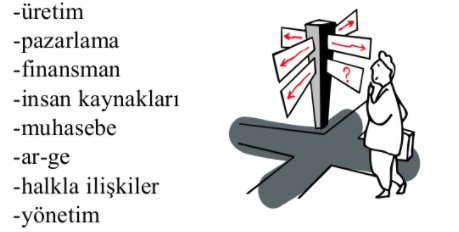 -üretim
-pazarlama
-finansman
-insan kaynakları
-muhasebe
-ar-ge
-halkla ilişkiler
-yönetim
?